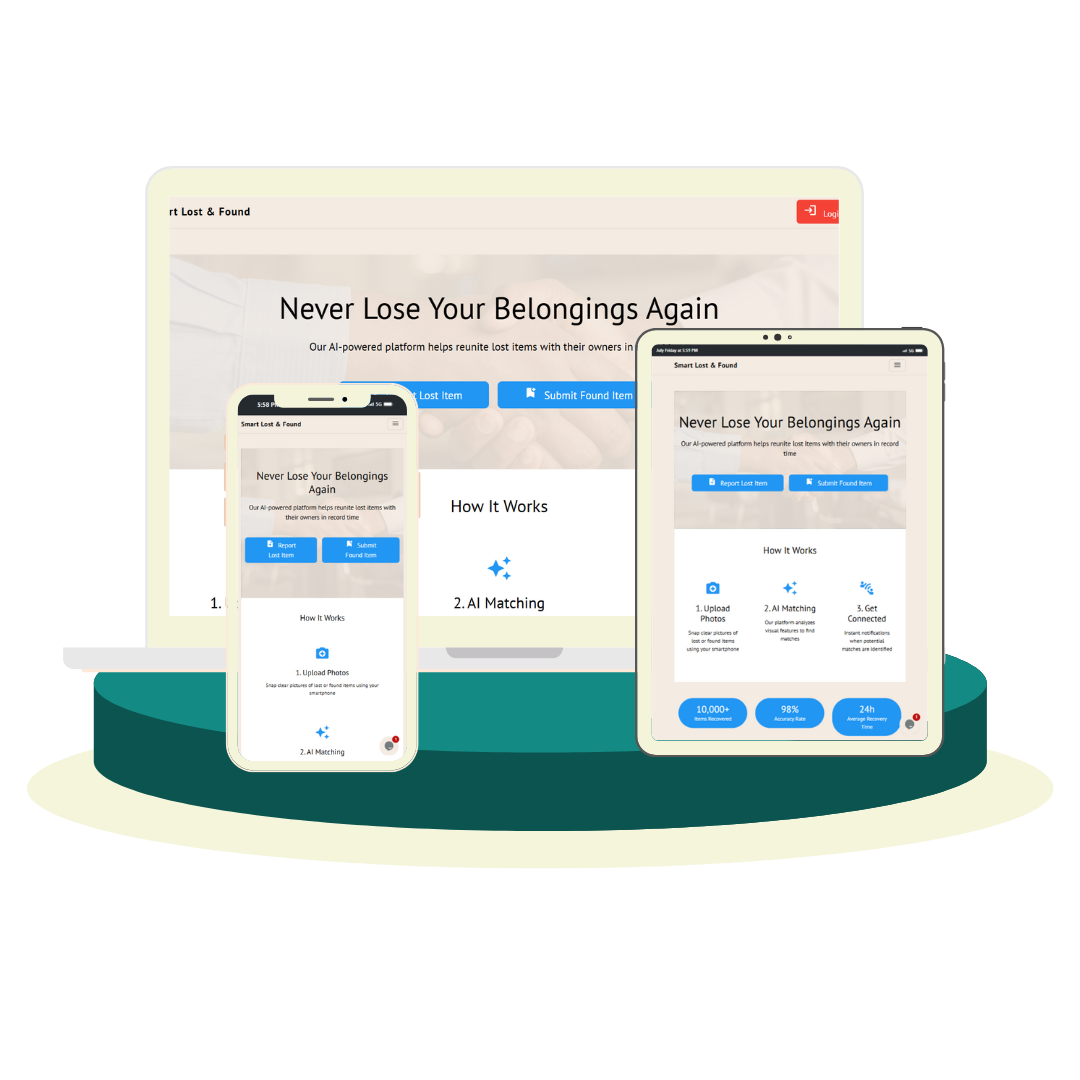 rt Lost & Found
Logi
Never Lose Your Belongings Again
Our AI-powered platform helps reunite lost items with their owners in
t Lost Item
Submit Found Item
How It Works
1. U
2. AI Matching
5:58 P
5G
Smart Lost & Found
Never Lose Your Belongings
Again
Our AI-powered platform helps reunite lost items with
their owners in record time
Report
Lost Item
Submit
Found Item
How It Works
1. Upload Photos
Snap clear pictures of lost or found items using your
smartphone
2. AI Matching
1
July Friday at 5:59 PM
5G
Smart Lost & Found
Never Lose Your Belongings Again
Our AI-powered platform helps reunite lost items with their owners in record
time
Report Lost Item
Submit Found Item
How It Works
1. Upload
Photos
Snap clear pictures of
lost or found items
using your smartphone
2. AI Matching
Our platform analyzes
visual features to find
matches
3. Get
Connected
Instant notifications
when potential
matches are identified
10,000+
Items Recovered
98%
Accuracy Rate
24h
Average Recovery
Time
1